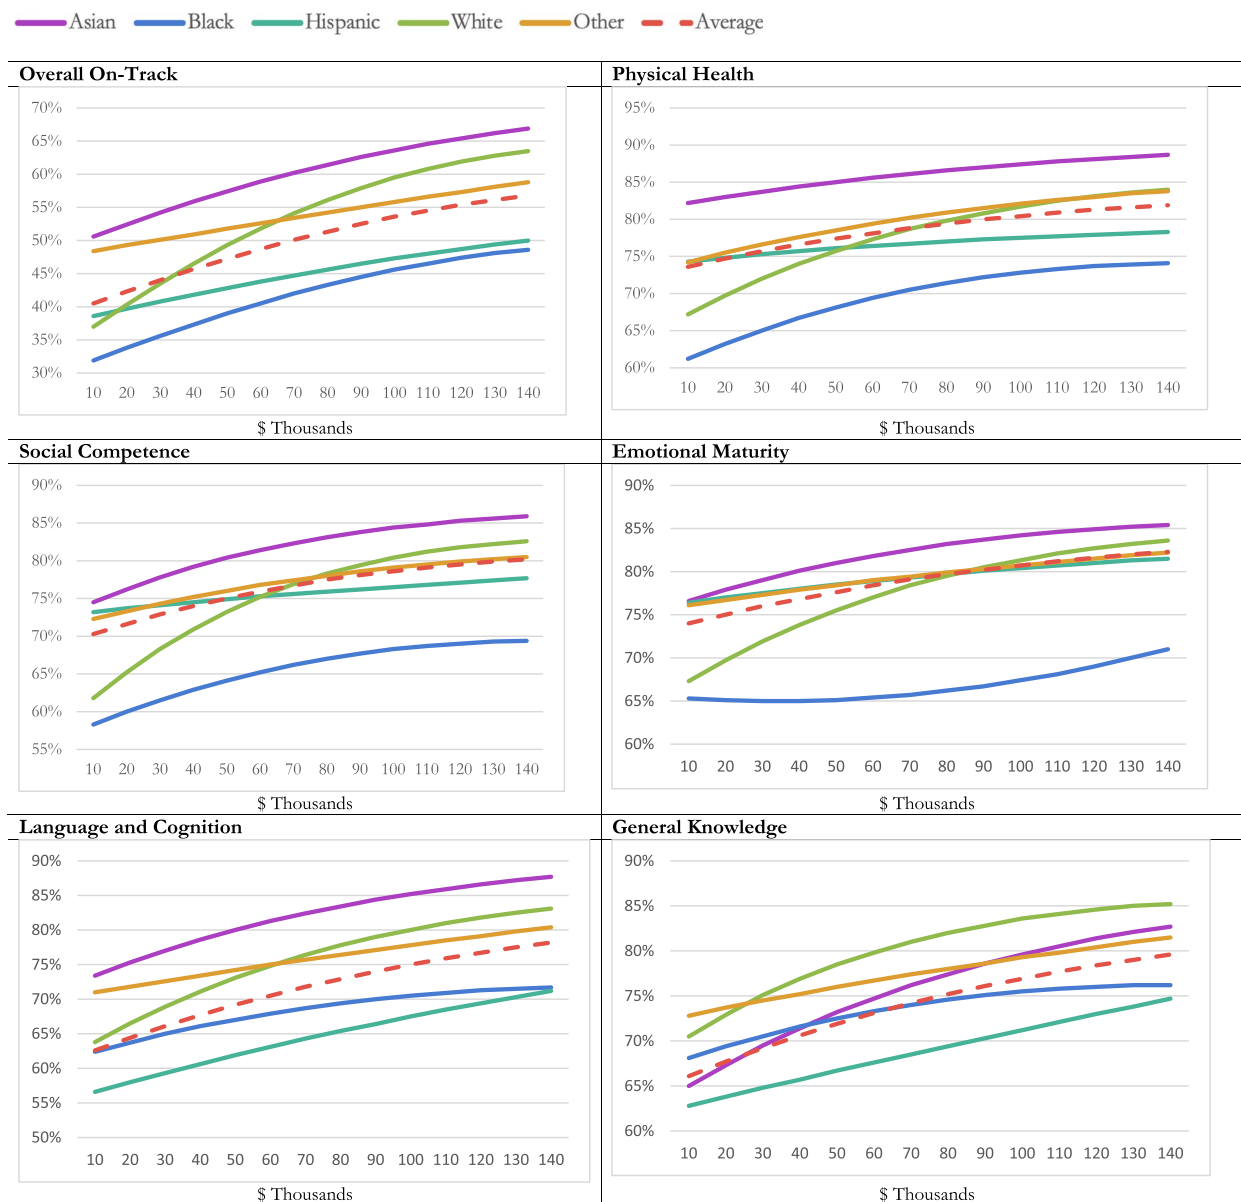 Asian Black Hispanic White Other Average
Overall On-Track
70%
65%
60%
55%
50%
45%
40%
35%
30%
10 20 30 40 50 60 70 80 90 100 110 120 130 140
$ Thousands
Physical Health
95%
90%
85%
80%
75%
70%
65%
60%
10 20 30 40 50 60 70 80 90 100 110 120 130 140
$ Thousands
Social Competence
90%
85%
80%
75%
70%
65%
60%
55%
10 20 30 40 50 60 70 80 90 100 110 120 130 140
$ Thousands
Emotional Maturity
90%
85%
80%
75%
70%
65%
60%
10 20 30 40 50 60 70 80 90 100 110 120 130 140
$ Thousands
Language and Cognition
90%
85%
80%
75%
70%
65%
60%
55%
50%
10 20 30 40 50 60 70 80 90 100 110 120 130 140
$ Thousands
General Knowledge
90%
85%
80%
75%
70%
65%
60%
10 20 30 40 50 60 70 80 90 100 110 120 130 140
$ Thousands